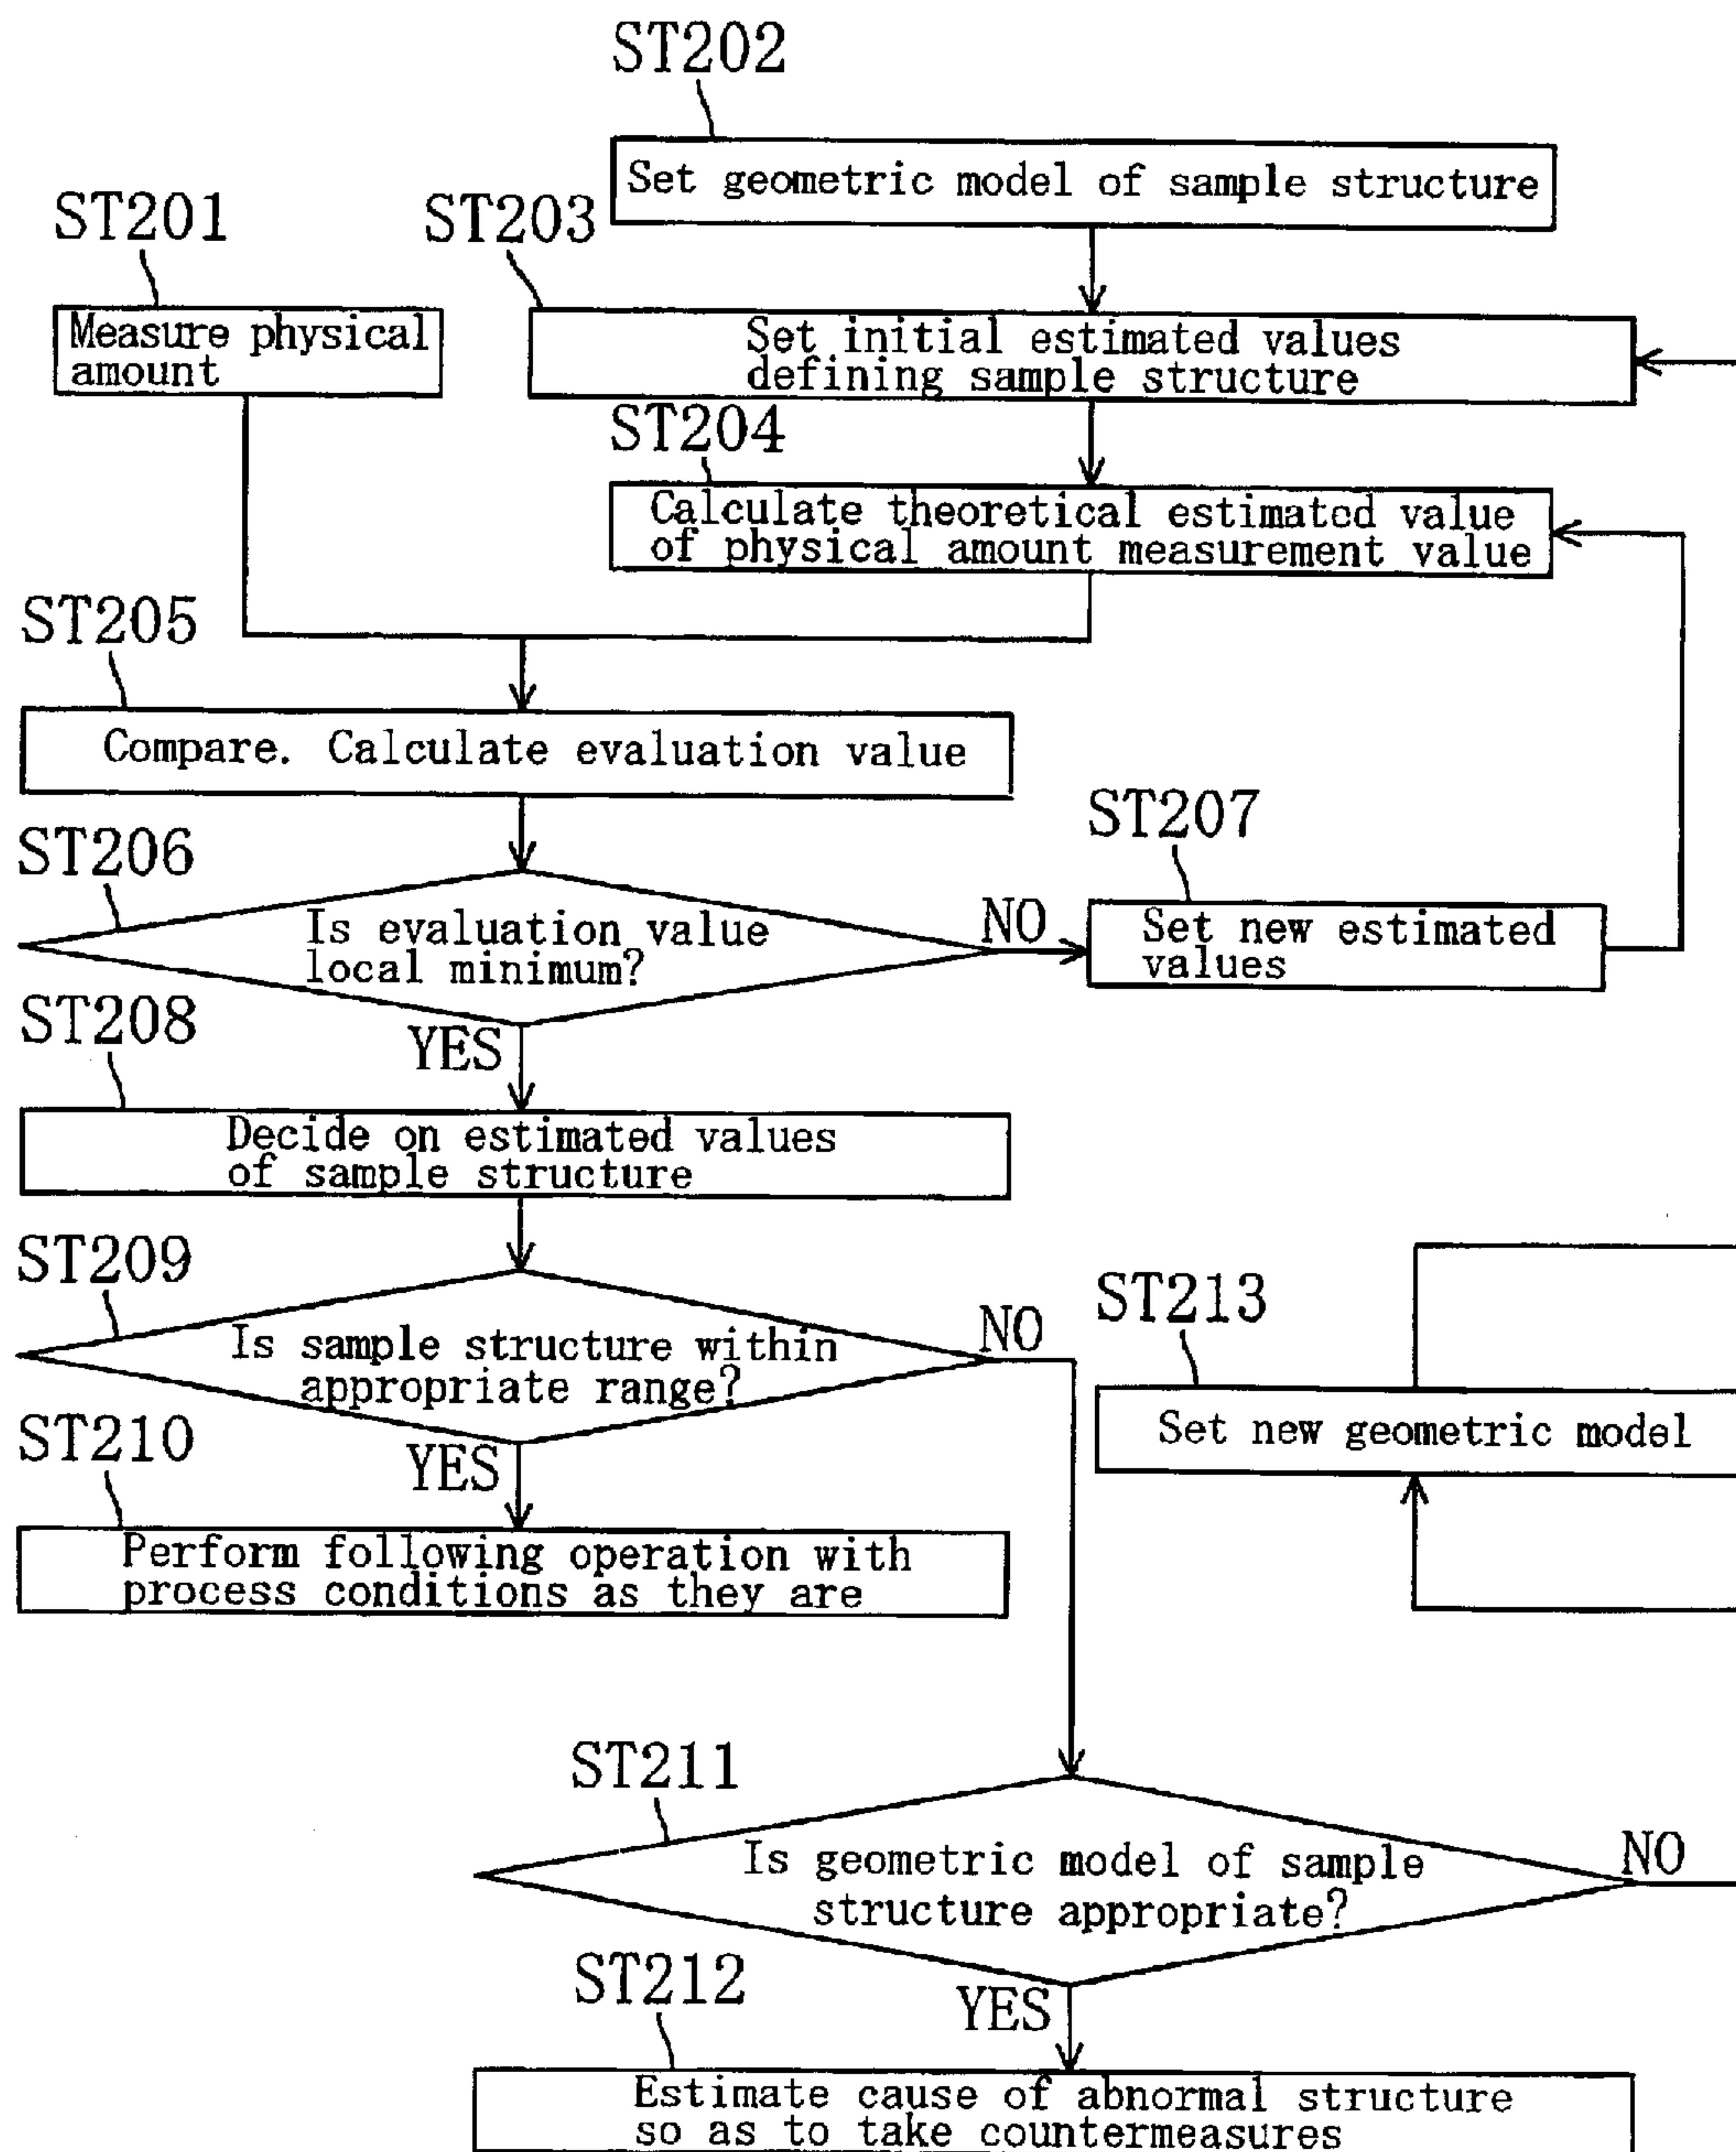 ST202
Set geometric model of sample structure
ST201
ST203
Measure physical
amount
Set initial estimated values
defining sample structure
ST204
Calculate theoretical estimated value
of physical amount measurement value
ST205
Compare. Calculate evaluation value
ST206
Is evaluation value
local minimum?
NO
ST207
Set new estimated
values
YES
ST208
Decide on estimated values
of sample structure
ST209
Is sample structure within
appropriate range?
NO
ST213
Set new geometric model
YES
ST210
Perform following operation with
process conditions as they are
ST211
Is geometric model of sample
structure appropriate?
NO
YES
ST212
Estimate cause of abnormal structure
so as to take countermeasures